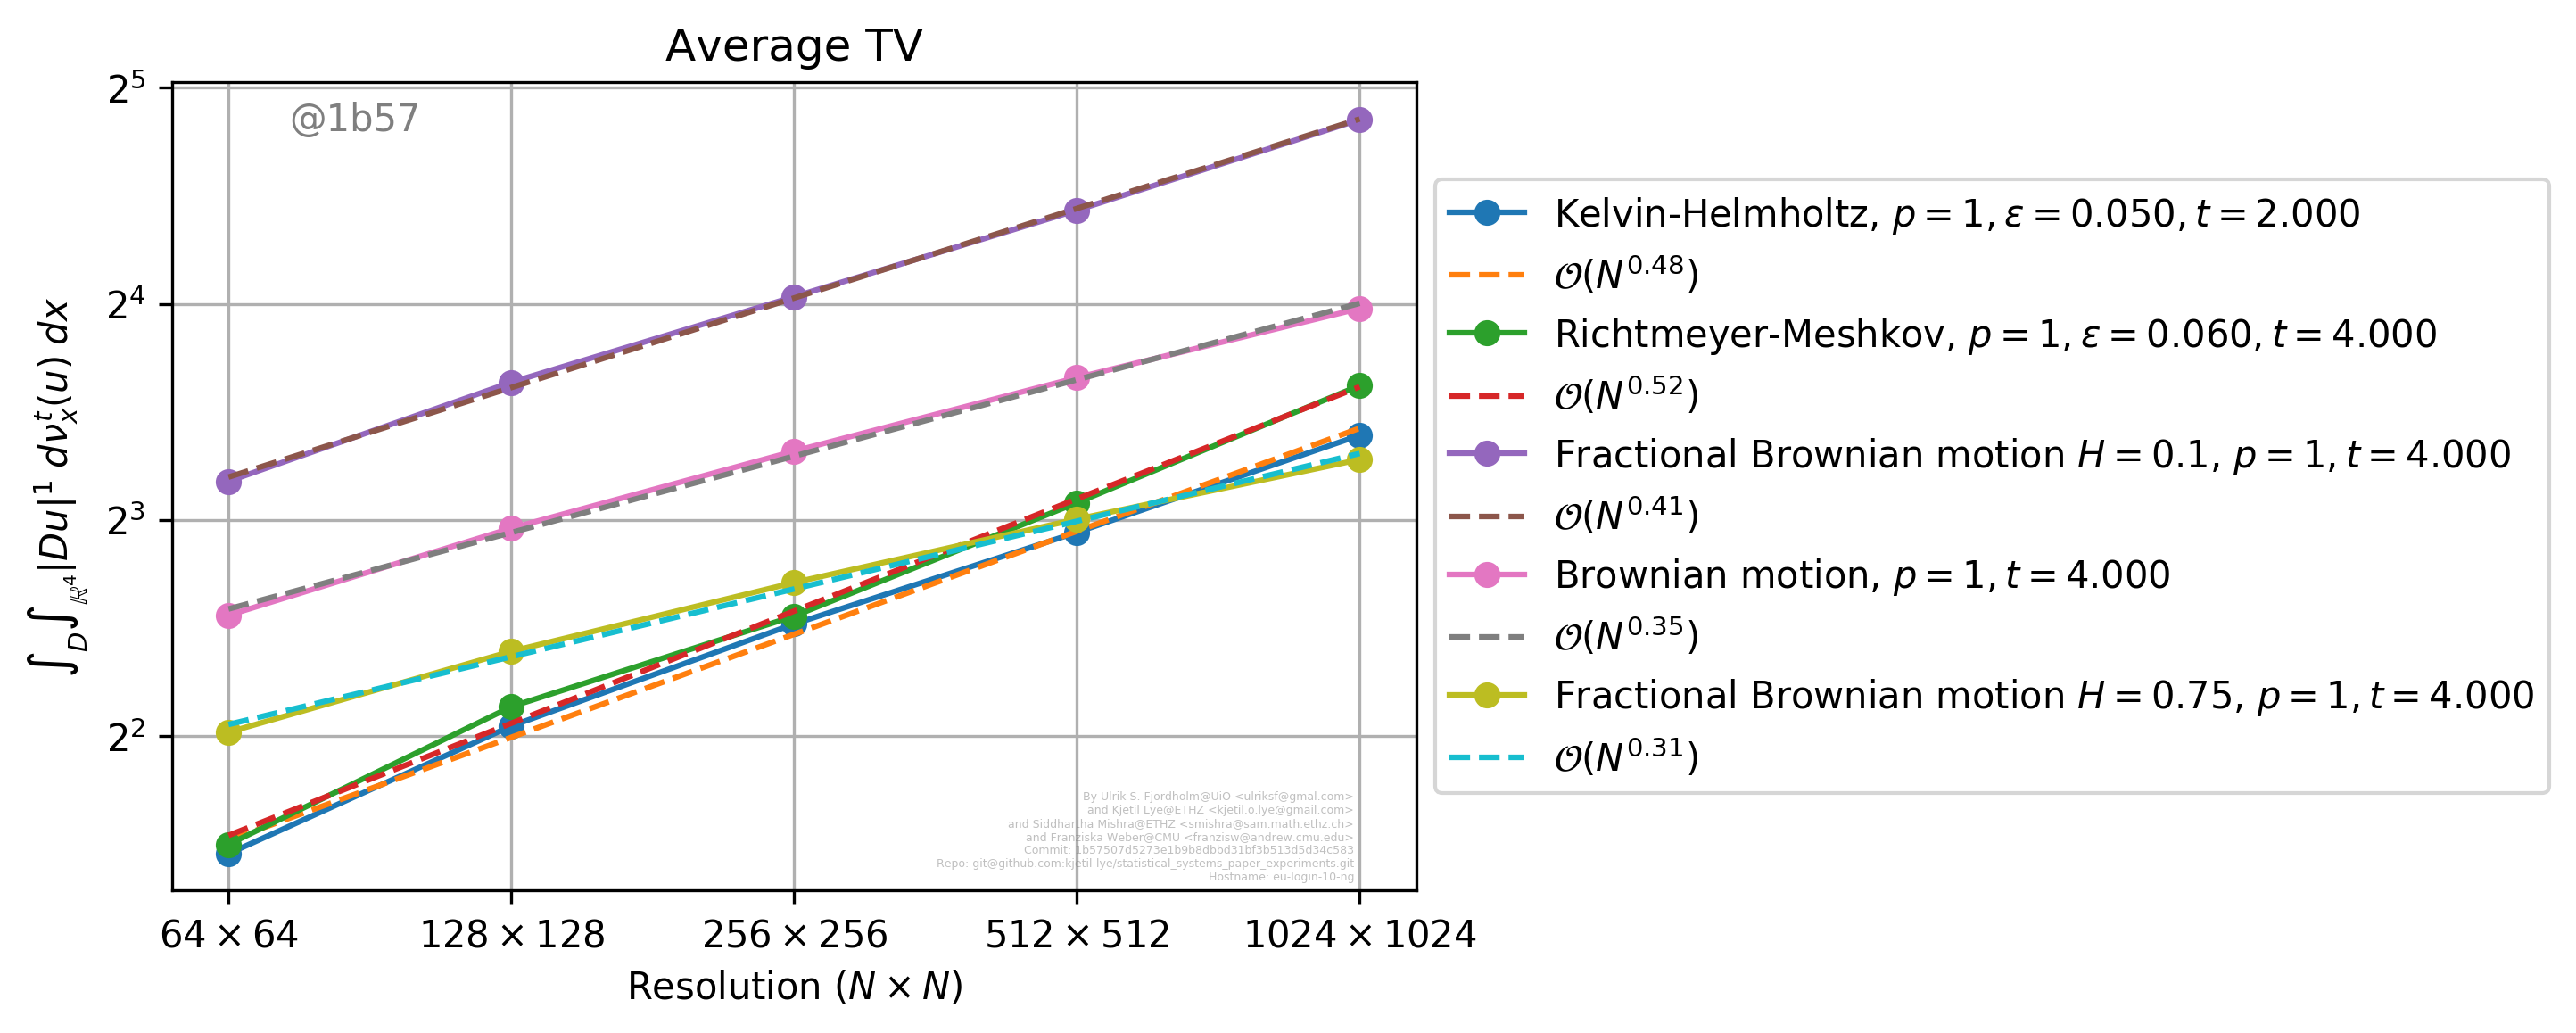 Average TV
@1b57
2^5
2^4
2^3
2^2
∫_D ∫_{ℝ^4} |Du|^1 dν_x^t(u) dx
64 × 64
128 × 128
256 × 256
512 × 512
1024 × 1024
Resolution (N × N)
By Ulrik S. Fjordholm@UiO <ulriksf@gmal.com>
and Kjetil Lye@ETHZ <kjetil.o.lye@gmail.com>
and Siddhartha Mishra@ETHZ <smishra@sam.math.ethz.ch>
and Franziska Weber@CMU <franzisw@andrew.cmu.edu>
Commit: 1b57507d5273e1b9b8dbbd31bf3b513d5d34c583
Repo: git@github.com:kjetil-lye/statistical_systems_paper_experiments.git
Hostname: eu-login-10-ng
Kelvin-Helmholtz, p = 1, ε = 0.050, t = 2.000
𝒪(N^{0.48})
Richtmeyer-Meshkov, p = 1, ε = 0.060, t = 4.000
𝒪(N^{0.52})
Fractional Brownian motion H = 0.1, p = 1, t = 4.000
𝒪(N^{0.41})
Brownian motion, p = 1, t = 4.000
𝒪(N^{0.35})
Fractional Brownian motion H = 0.75, p = 1, t = 4.000
𝒪(N^{0.31})